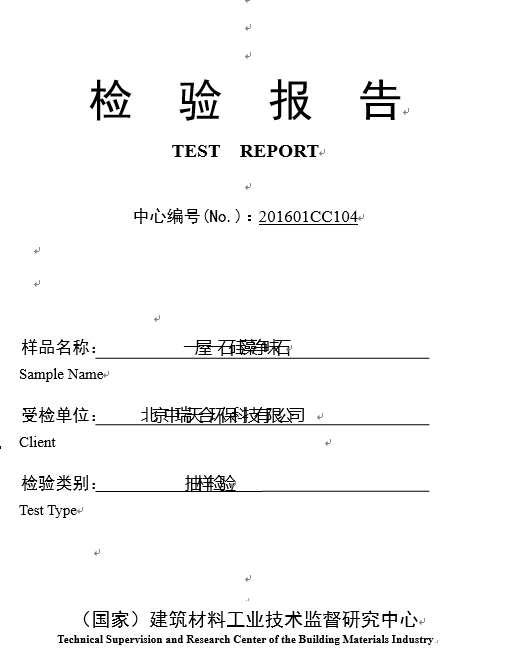 检 验 报 告
TEST REPORT
中心编号(No.)：201601CC104
样品名称：一屋一石硅藻净味石
Sample Name
受检单位：北京中瑞天合环保科技有限公司
Client
检验类别：抽样检验
Test Type
（国家）建筑材料工业技术监督研究中心
Technical Supervision and Research Center of the Building Materials Industry